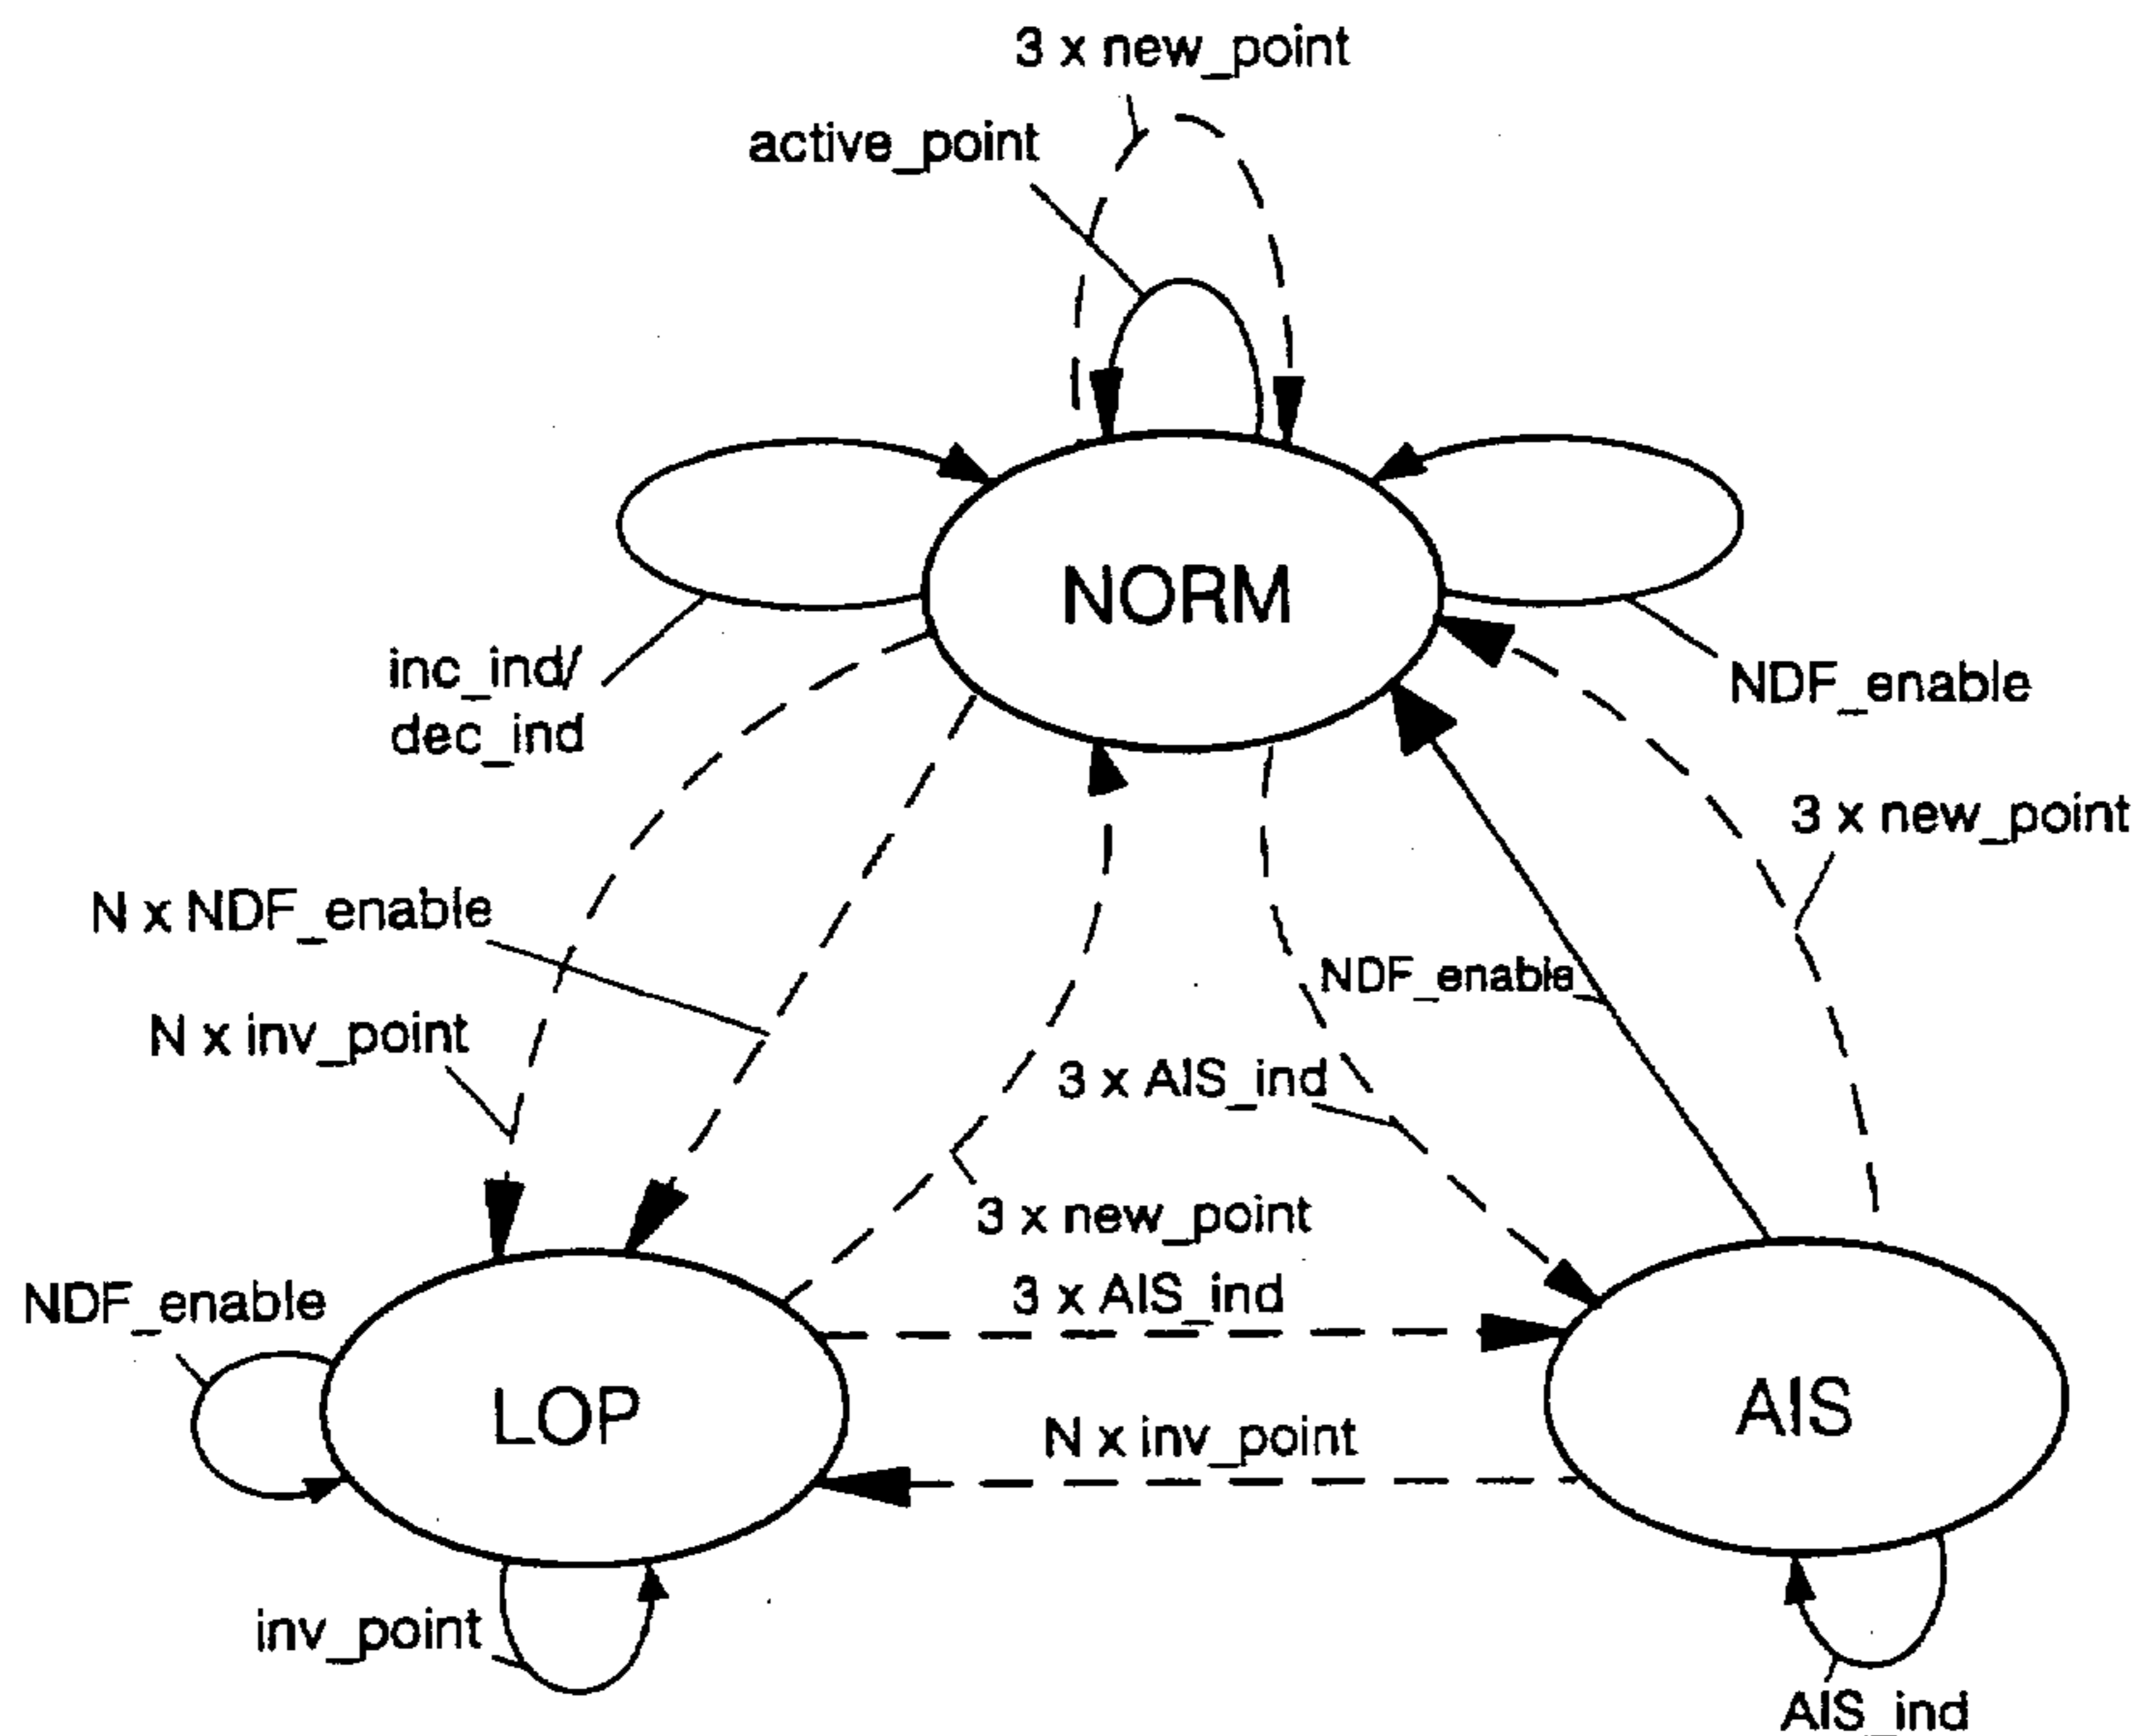 3 x new_point
active_point
NORM
inc_ind/
dec_ind
NDF_enable
3 x new_point
N x NDF_enable
NDF_enable
N x inv_point
3 x AIS_ind
3 x new_point
3 x AIS_ind
NDF_enable
LOP
AIS
N x inv_point
inv_point
AIS_ind